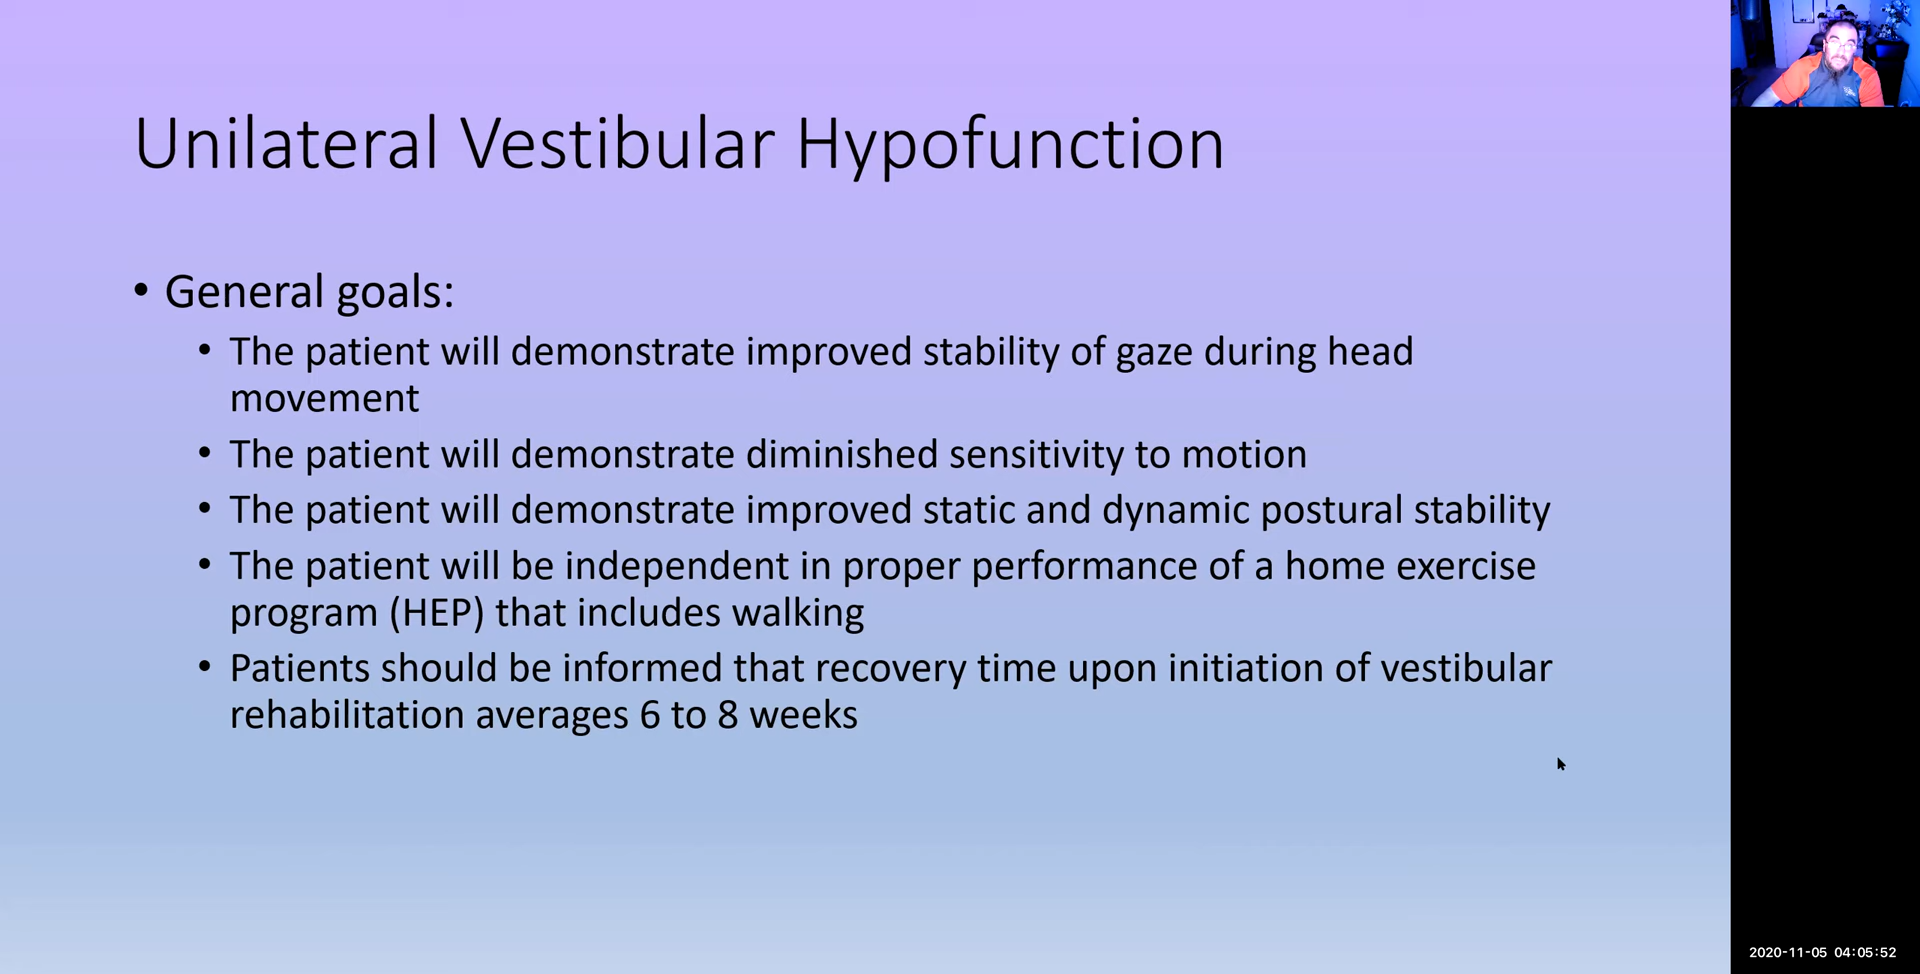 Unilateral Vestibular Hypofunction
• General goals:
• The patient will demonstrate improved stability of gaze during head
movement
• The patient will demonstrate diminished sensitivity to motion
• The patient will demonstrate improved static and dynamic postural stability
• The patient will be independent in proper performance of a home exercise
program (HEP) that includes walking
• Patients should be informed that recovery time upon initiation of vestibular
rehabilitation averages 6 to 8 weeks
2020-11-05 04:05:52